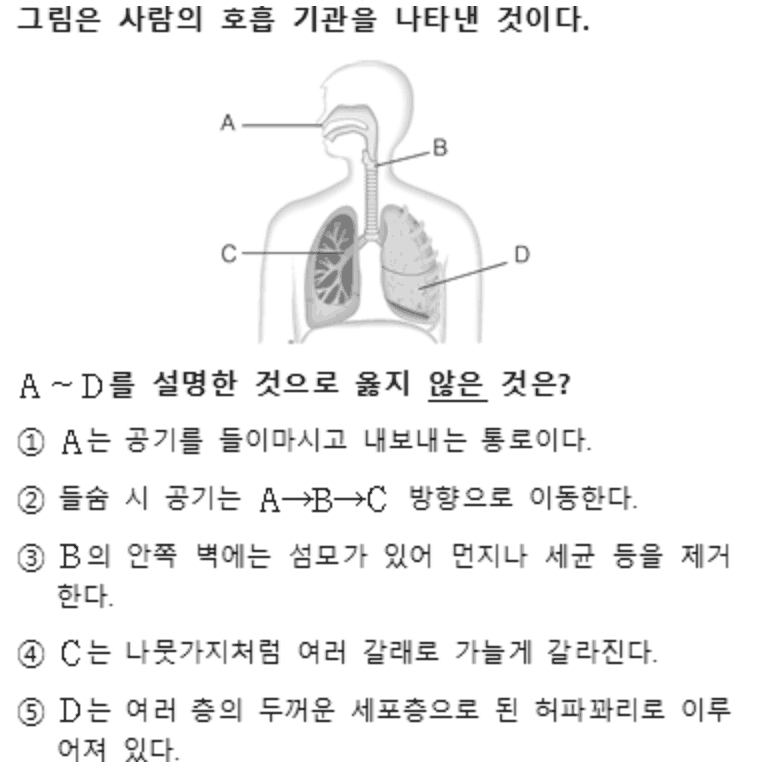 그림은 사람의 호흡 기관을 나타낸 것이다.
A
B
C
D
A ~ D를 설명한 것으로 옳지 않은 것은?
① A는 공기를 들이마시고 내보내는 통로이다.
② 들숨 시 공기는 A→B→C 방향으로 이동한다.
③ B의 안쪽 벽에는 섬모가 있어 먼지나 세균 등을 제거
한다.
④ C는 나뭇가지처럼 여러 갈래로 가늘게 갈라진다.
⑤ D는 여러 층의 두꺼운 세포층으로 된 허파꽈리로 이루
어져 있다.